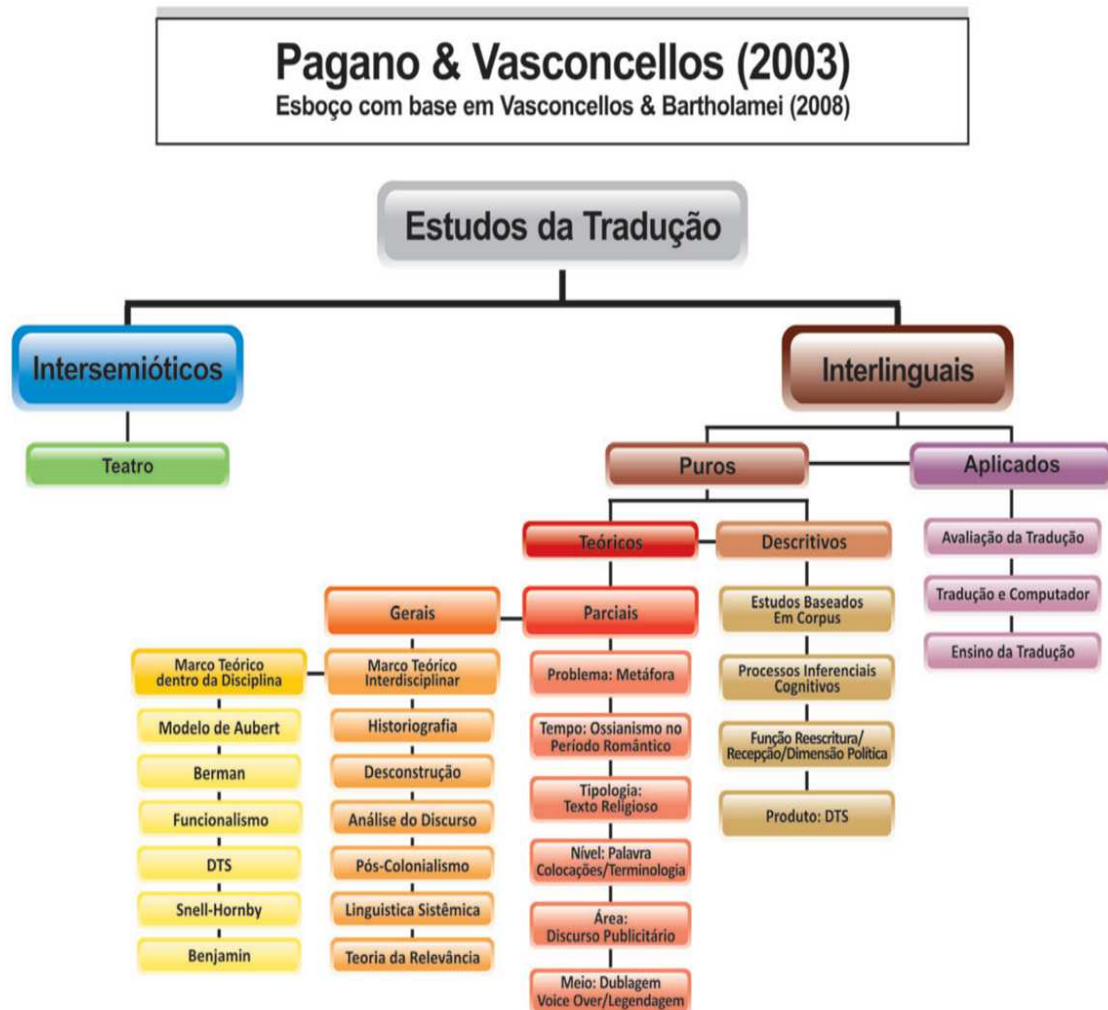 Pagano & Vasconcellos (2003)
Esboço com base em Vasconcellos & Bartholamei (2008)
Estudos da Tradução
Intersemióticos
Interlinguais
Teatro
Puros
Aplicados
Teóricos
Descritivos
Avaliação da Tradução
Tradução e Computador
Ensino da Tradução
Gerais
Parciais
Estudos Baseados
Em Corpus
Processos Inferenciais
Cognitivos
Função Reescritura/
Recepção/Dimensão Política
Produto: DTS
Marco Teórico
dentro da Disciplina
Modelo de Aubert
Berman
Funcionalismo
DTS
Snell-Hornby
Benjamin
Marco Teórico
Interdisciplinar
Historiografia
Desconstrução
Análise do Discurso
Pós-Colonialismo
Linguistica Sistêmica
Teoria da Relevância
Problema: Metáfora
Tempo: Ossianismo no
Período Romântico
Tipologia:
Texto Religioso
Nível: Palavra
Colocações/Terminologia
Área:
Discurso Publicitário
Meio: Dublagem
Voice Over/Legendagem